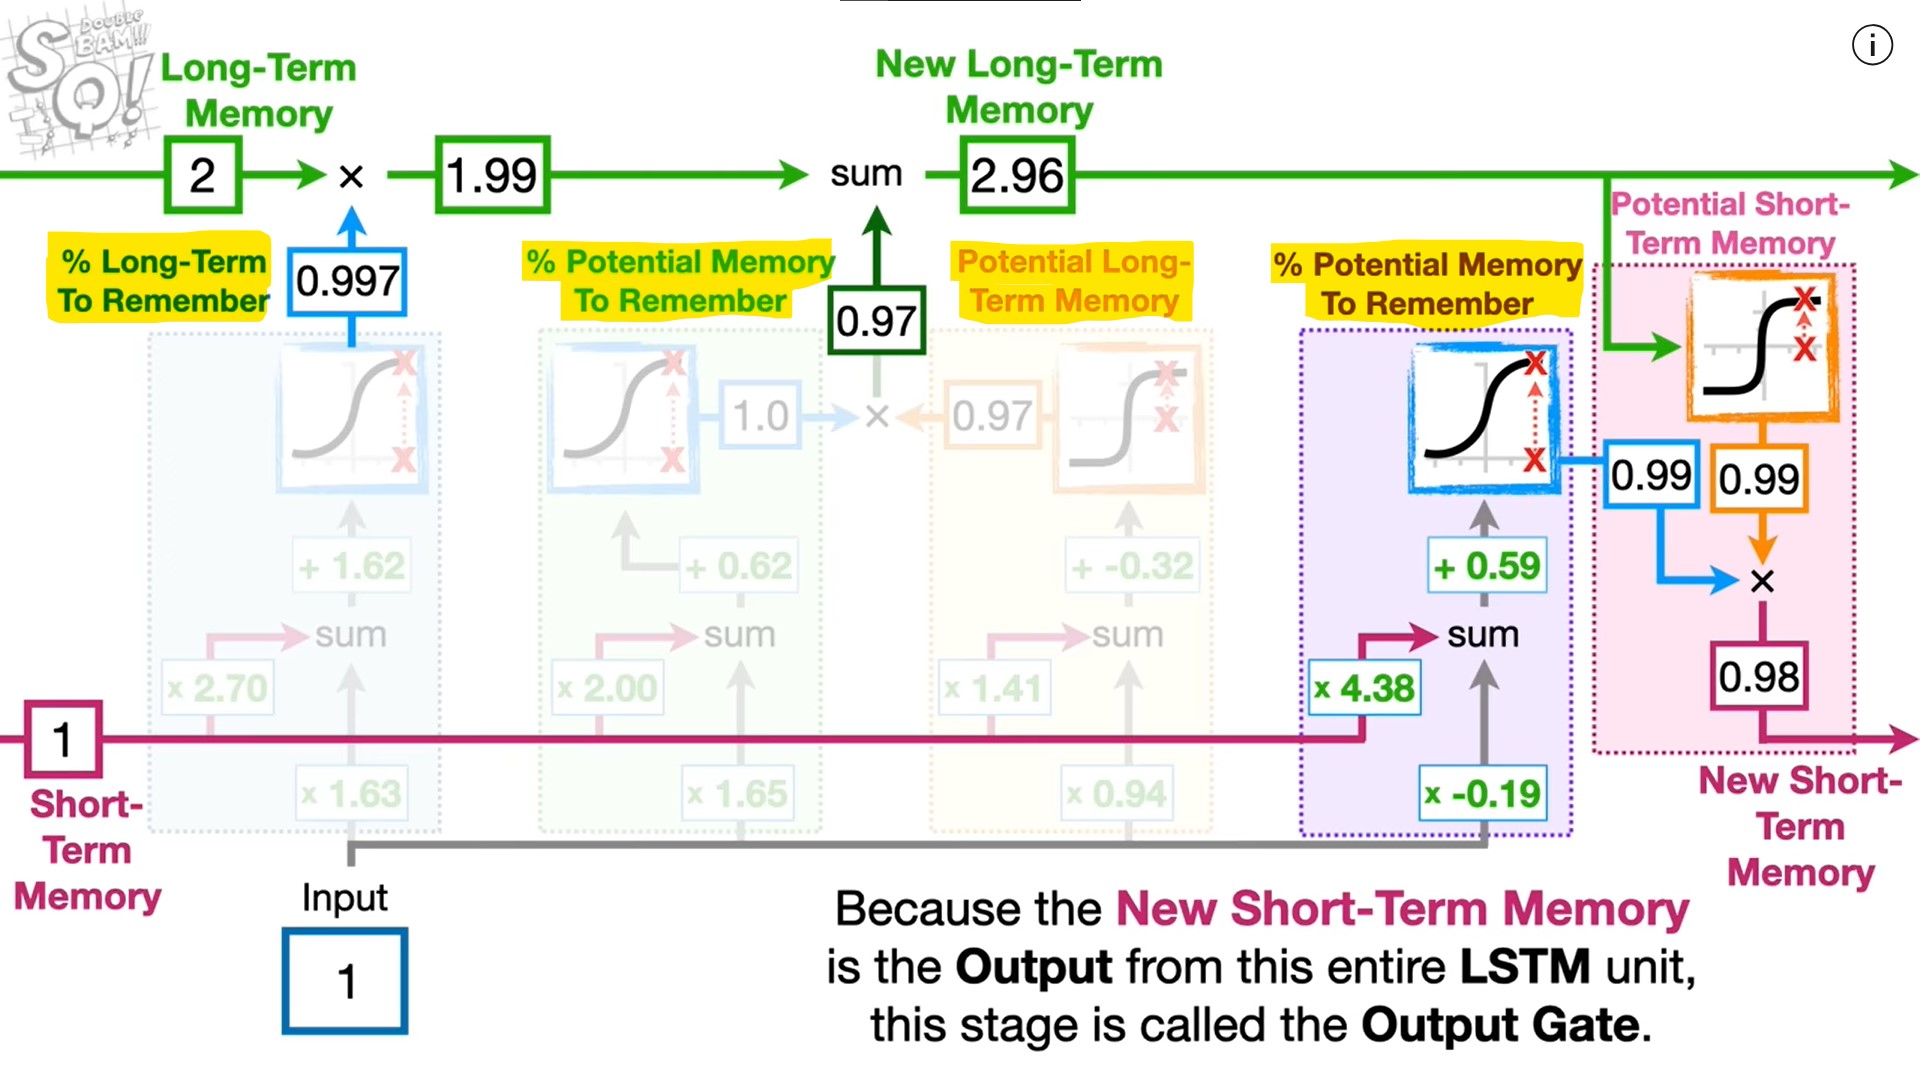 DOUBLE
BAM!!!
SQ!
i
Long-Term
Memory
New Long-Term
Memory
2
×
1.99
sum
2.96
Potential Short-
Term Memory
% Long-Term
To Remember
0.997
% Potential Memory
To Remember
0.97
Potential Long-
Term Memory
% Potential Memory
To Remember
1.0
×
0.97
0.99
0.99
×
+ 1.62
+ 0.62
+ -0.32
+ 0.59
sum
sum
sum
sum
x 2.70
x 2.00
x 1.41
x 4.38
0.98
1
Short-
Term
Memory
x 1.63
x 1.65
x 0.94
x -0.19
New Short-
Term
Memory
Input
1
Because the New Short-Term Memory
is the Output from this entire LSTM unit,
this stage is called the Output Gate.